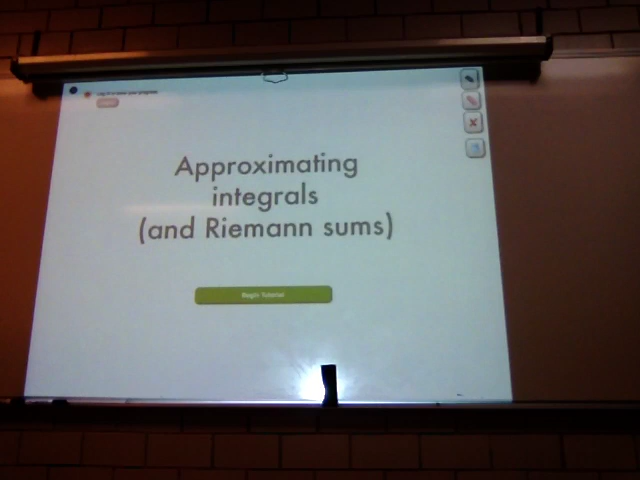 Approximating
integrals
(and Riemann sums)
Begin Tutorial